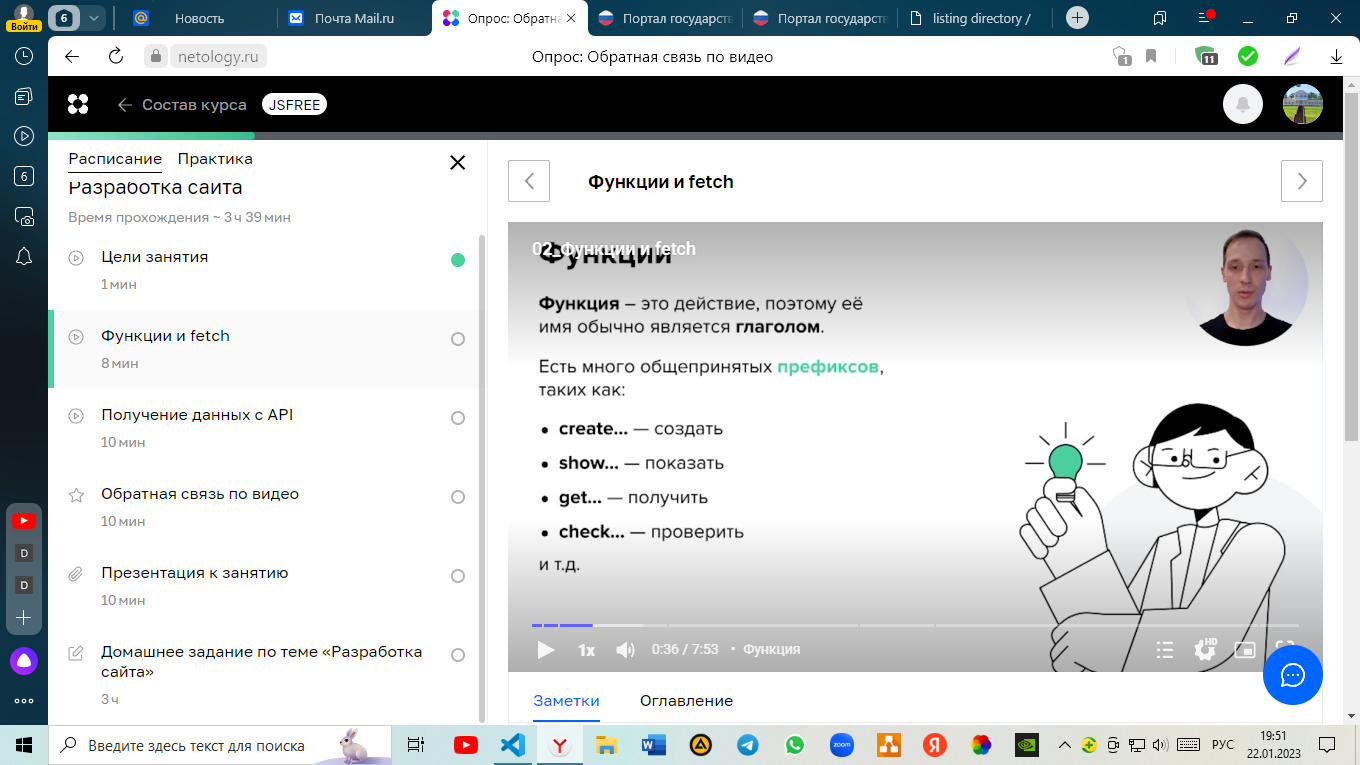 Войти
6
Новость
Почта Mail.ru
Опрос: Обратна
Портал государств
Портал государств
listing directory /
netology.ru
Опрос: Обратная связь по видео
1
11
Состав курса
JSFREE
6
Расписание Практика
Разработка сайта
Время прохождения ~ 3 ч 39 мин
Цели занятия
1 мин
Функции и fetch
8 мин
Получение данных с API
10 мин
Обратная связь по видео
10 мин
Презентация к занятию
10 мин
Домашнее задание по теме «Разработка
сайта»
3 ч
D
D
Функции и fetch
02_Функции и fetch
Функции
Функция – это действие, поэтому её
имя обычно является глаголом.
Есть много общепринятых префиксов,
таких как:
• create... — создать
• show... — показать
• get... — получить
• check... — проверить
и т.д.
1x
0:36 / 7:53 • Функция
HD
Заметки Оглавление
Введите здесь текст для поиска
zoom
РУС
19:51
22.01.2023